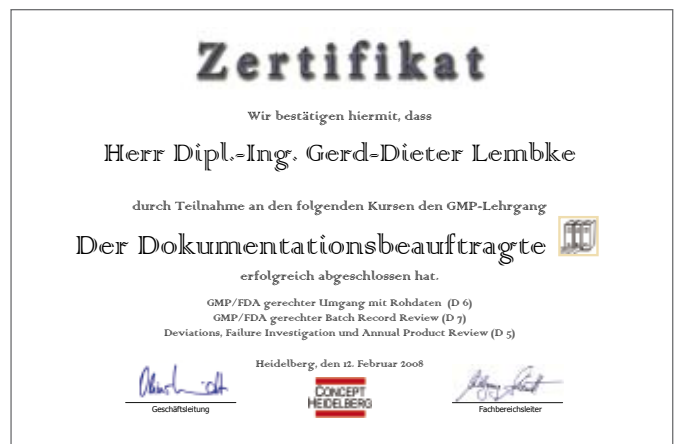 Zertifikat
Wir bestätigen hiermit, dass
Herr Dipl.-Ing. Gerd-Dieter Lembke
durch Teilnahme an den folgenden Kursen den GMP-Lehrgang
Der Dokumentationsbeauftragte
erfolgreich abgeschlossen hat.
GMP/FDA gerechter Umgang mit Rohdaten (D 6)
GMP/FDA gerechter Batch Record Review (D 7)
Deviations, Failure Investigation und Annual Product Review (D 5)
Heidelberg, den 12. Februar 2008
CONCEPT
HEIDELBERG
Geschäftsleitung
Fachbereichsleiter